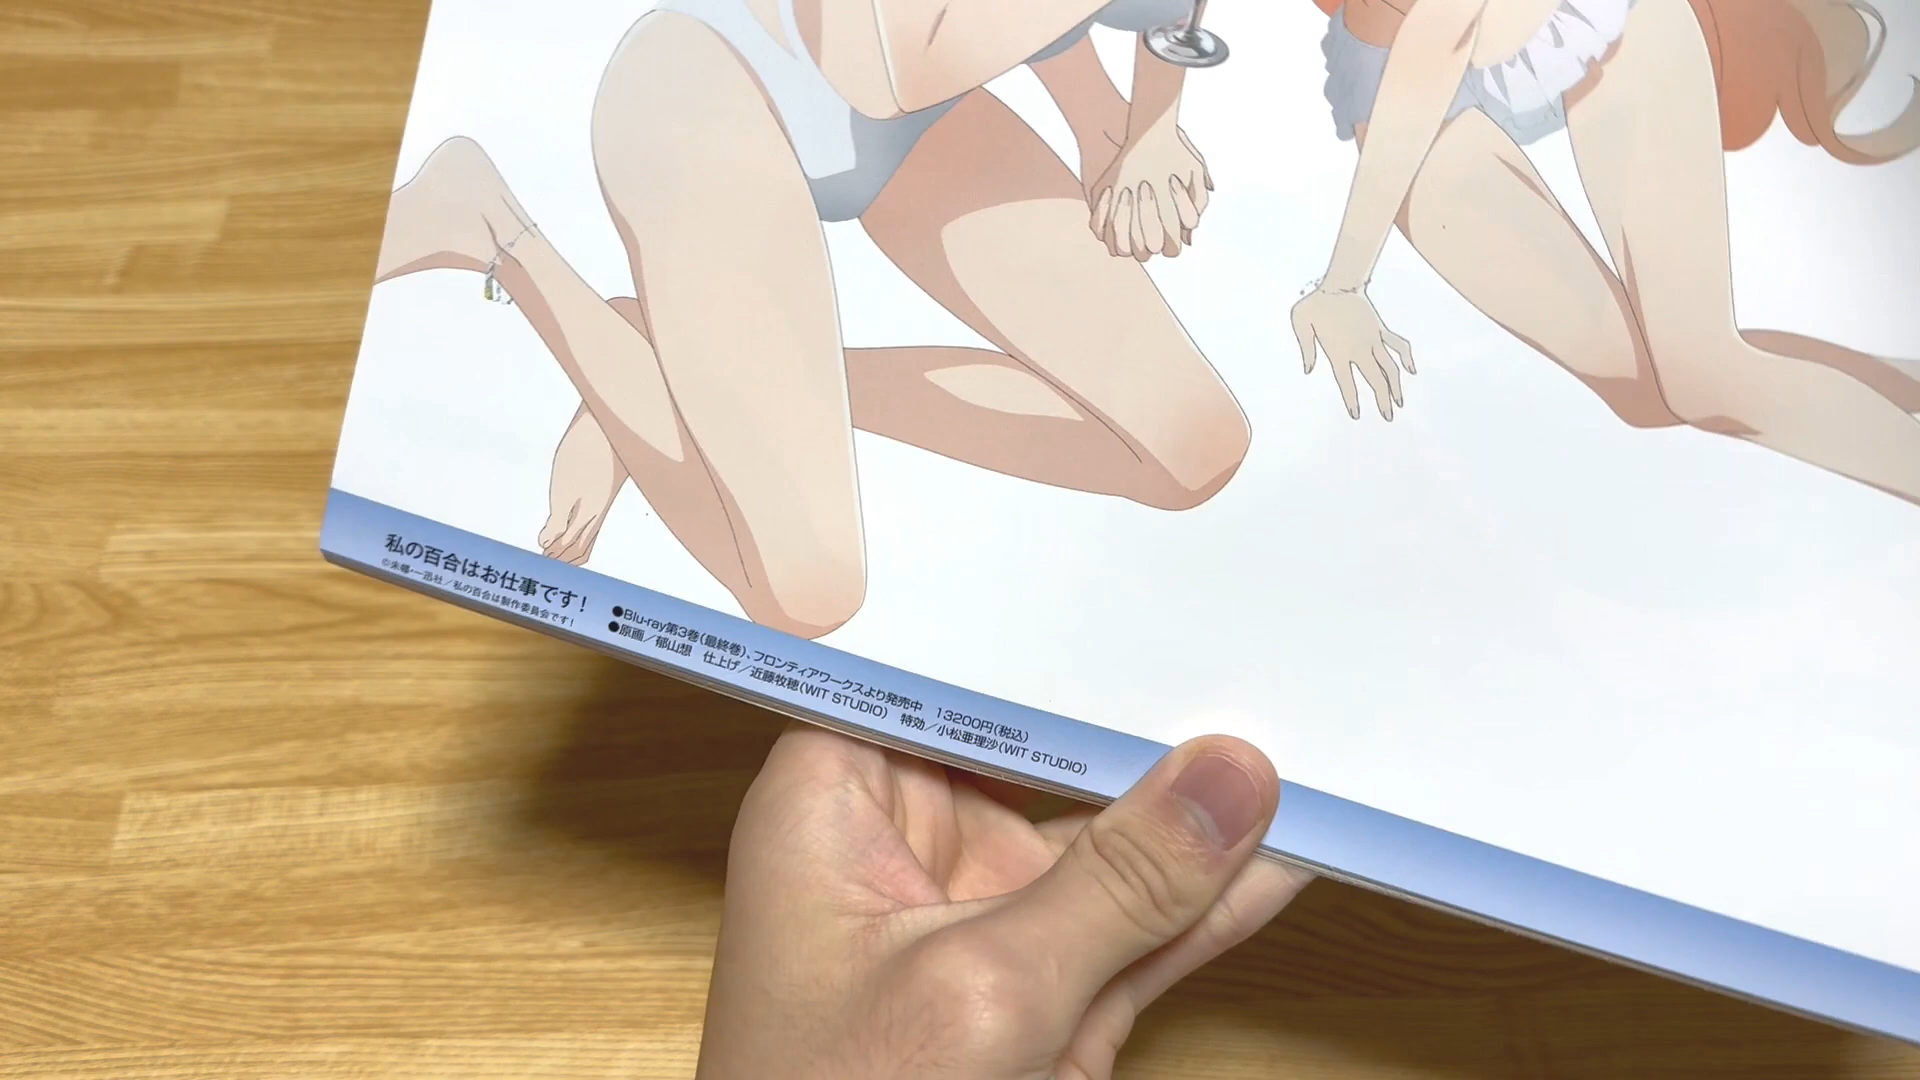 私の百合はお仕事です!
©未幡・一迅社/私の百合は製作委員会です!
●Blu-ray第3巻(最終巻)、フロンティアワークスより発売中 13200円(税込)
●原画/郁山想 仕上げ/近藤牧穂(WIT STUDIO) 特効/小松亜理沙(WIT STUDIO)